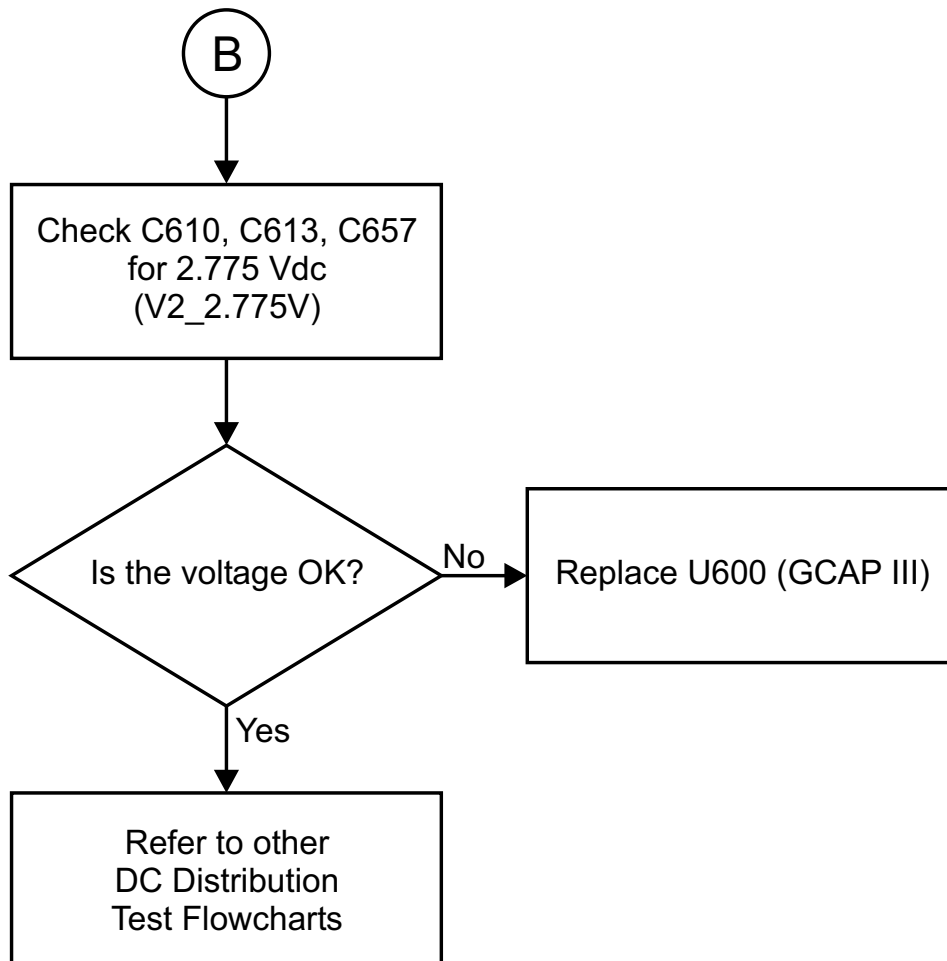 B
Check C610, C613, C657
for 2.775 Vdc
(V2_2.775V)
Is the voltage OK?
No
Replace U600 (GCAP III)
Yes
Refer to other
DC Distribution
Test Flowcharts